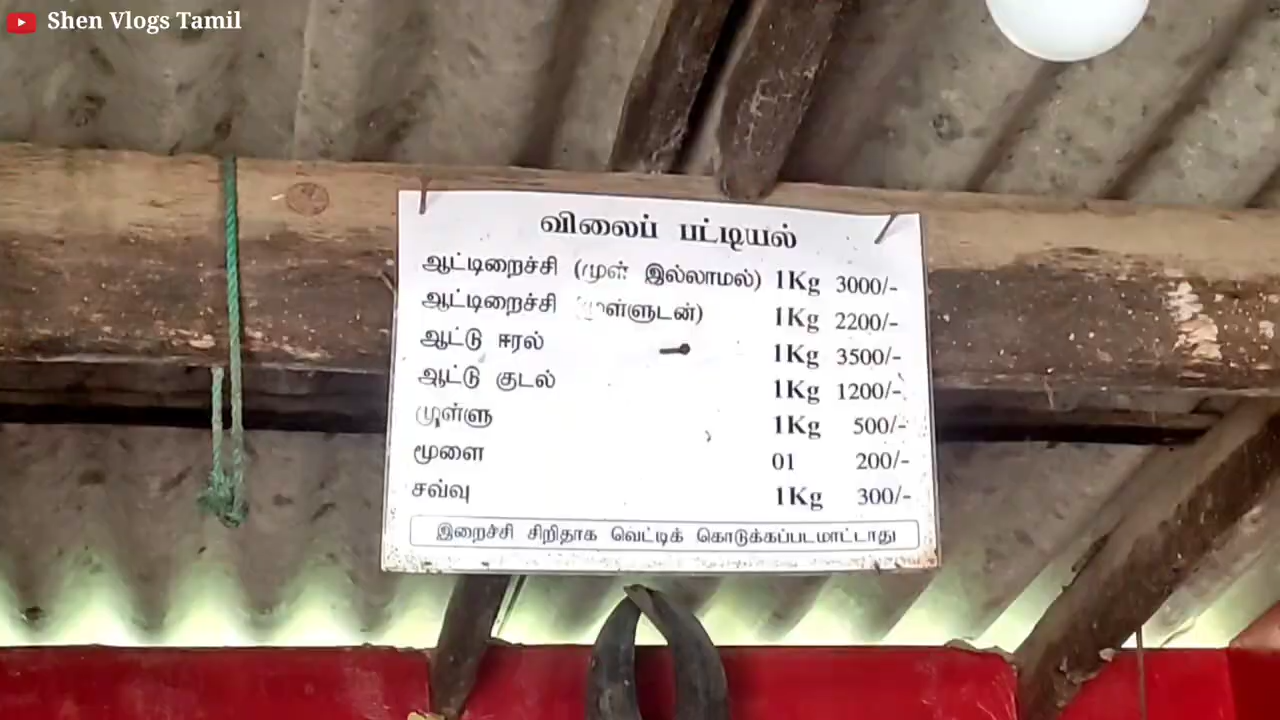 Shen Vlogs Tamil
விலைப் பட்டியல்
ஆட்டிறைச்சி (முள் இல்லாமல்) 1Kg 3000/-
ஆட்டிறைச்சி 1Kg 2200/-
ஆட்டு ஈரல் 1Kg 3500/-
ஆட்டு குடல் 1Kg 1200/-
முள்ளு 1Kg 500/-
மூளை 01 200/-
சவ்வு 1Kg 300/-
இறைச்சி சிறிதாக வெட்டிக் கொடுக்கப்படமாட்டாது